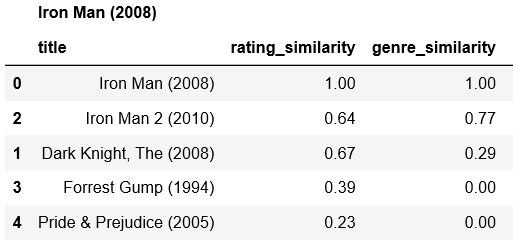 Iron Man (2008)
title rating_similarity genre_similarity
0 Iron Man (2008) 1.00 1.00
2 Iron Man 2 (2010) 0.64 0.77
1 Dark Knight, The (2008) 0.67 0.29
3 Forrest Gump (1994) 0.39 0.00
4 Pride & Prejudice (2005) 0.23 0.00